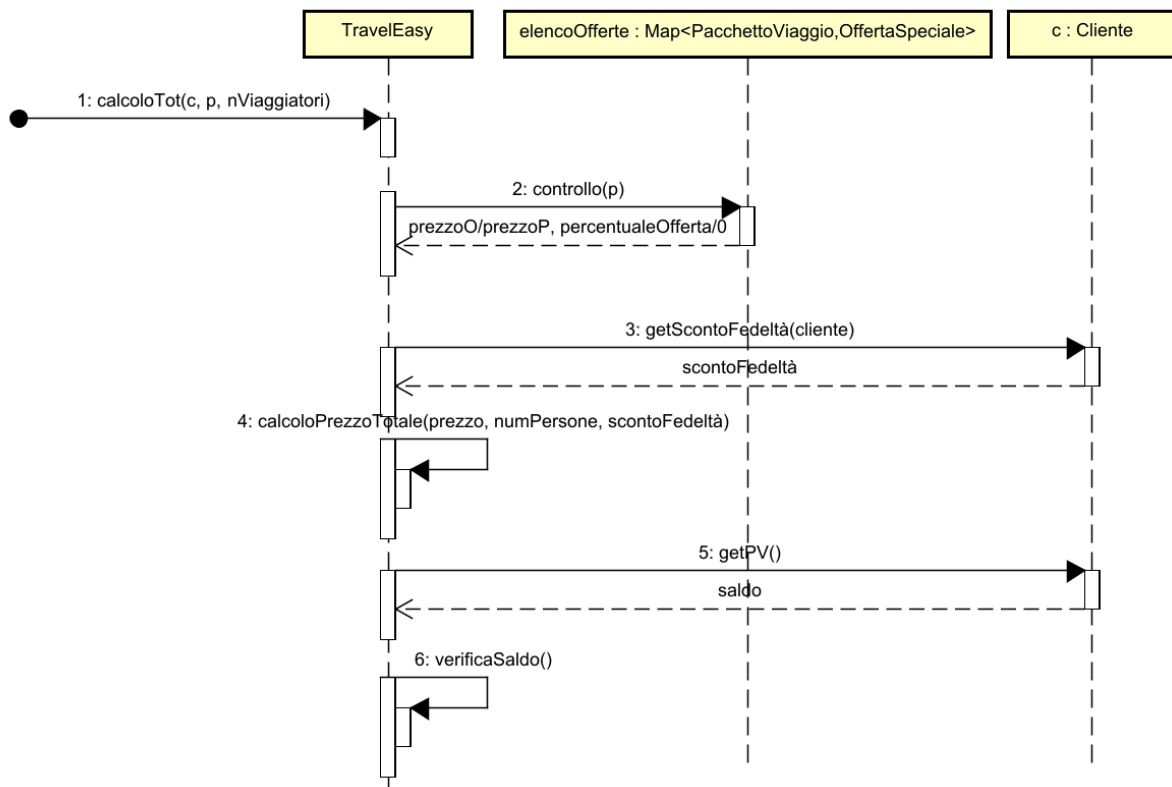 TravelEasy
elencoOfferte : Map<PacchettoViaggio,OffertaSpeciale>
c : Cliente
1: calcoloTot(c, p, nViaggiatori)
2: controllo(p)
prezzoO/prezzoP, percentualeOfferta/0
3: getScontoFedeltà(cliente)
scontoFedeltà
4: calcoloPrezzoTotale(prezzo, numPersone, scontoFedeltà)
5: getPV()
saldo
6: verificaSaldo()